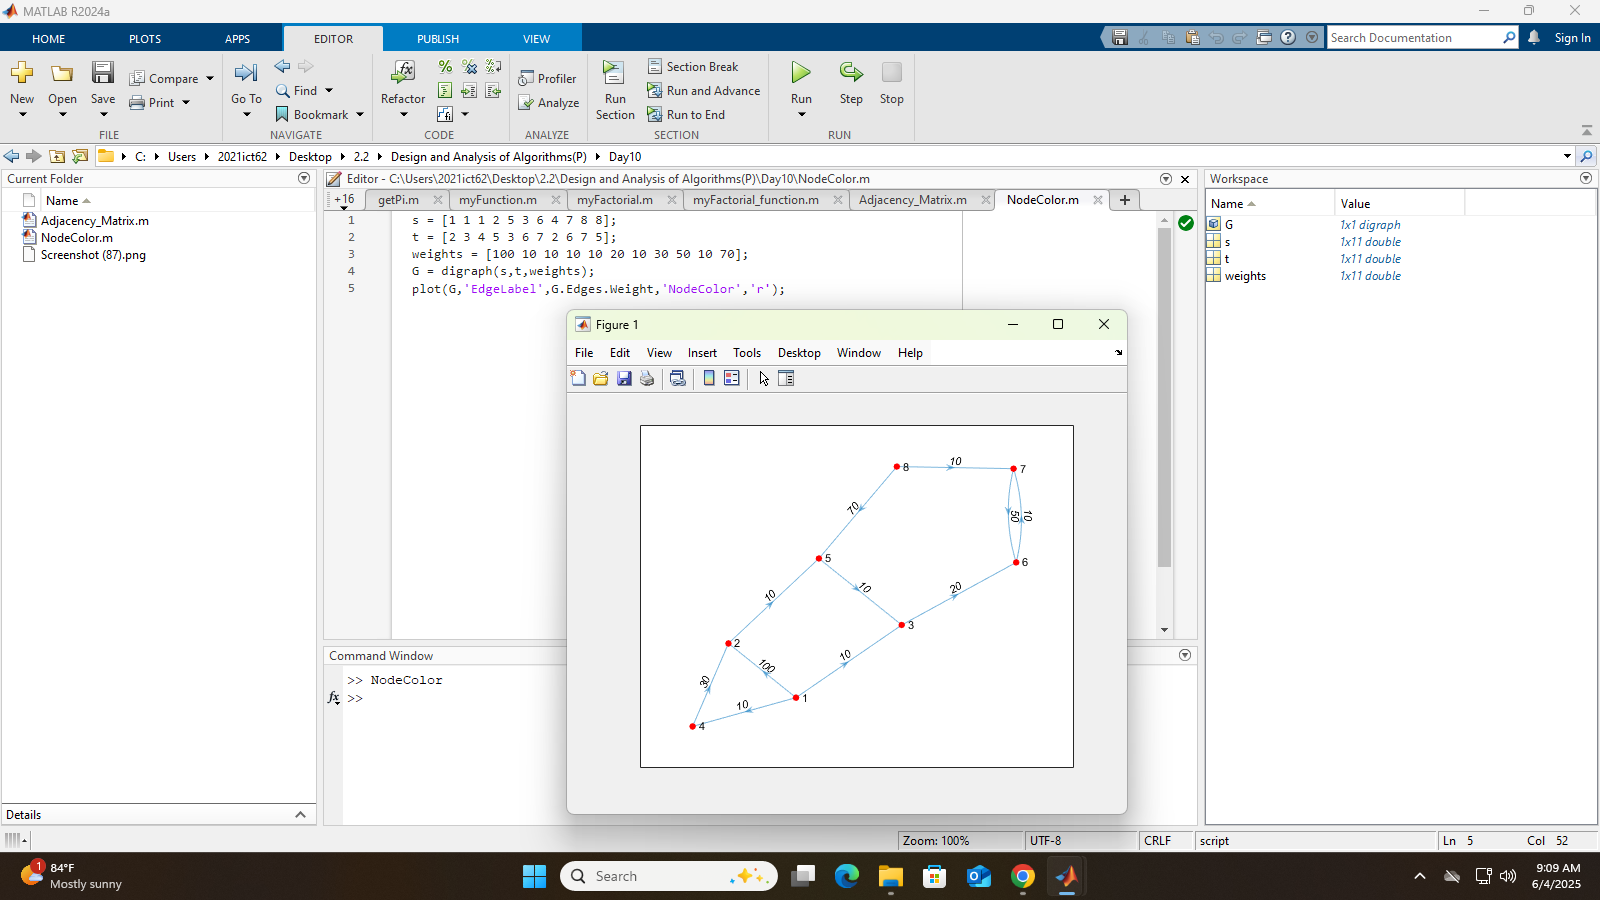 MATLAB R2024a
HOME PLOTS APPS EDITOR PUBLISH VIEW
Search Documentation
Sign In
New Open Save Compare Print
FILE
Go To Find Bookmark
NAVIGATE
Refactor
CODE
Profiler
Analyze
ANALYZE
Run Section
Section Break
Run and Advance
Run to End
SECTION
Run Step Stop
RUN
C: Users 2021ict62 Desktop 2.2 Design and Analysis of Algorithms(P) Day10
Current Folder
Name
Adjacency_Matrix.m
NodeColor.m
Screenshot (87).png
Details
Editor - C:\Users\2021ict62\Desktop\2.2\Design and Analysis of Algorithms(P)\Day10\NodeColor.m
+16 getPi.m myFunction.m myFactorial.m myFactorial_function.m Adjacency_Matrix.m NodeColor.m
1 s = [1 1 1 2 5 3 6 4 7 8 8];
2 t = [2 3 4 5 3 6 7 2 6 7 5];
3 weights = [100 10 10 10 10 20 10 30 50 10 70];
4 G = digraph(s,t,weights);
5 plot(G,'EdgeLabel',G.Edges.Weight,'NodeColor','r');
Figure 1
File Edit View Insert Tools Desktop Window Help
8 10 7
70
50 10
5
6
10
10
20
3
2
100
10
30
1
10
4
Command Window
>> NodeColor
fx >>
Workspace
Name Value
G 1x1 digraph
s 1x11 double
t 1x11 double
weights 1x11 double
Zoom: 100% UTF-8 CRLF script Ln 5 Col 52
1
84°F
Mostly sunny
Search
9:09 AM
6/4/2025